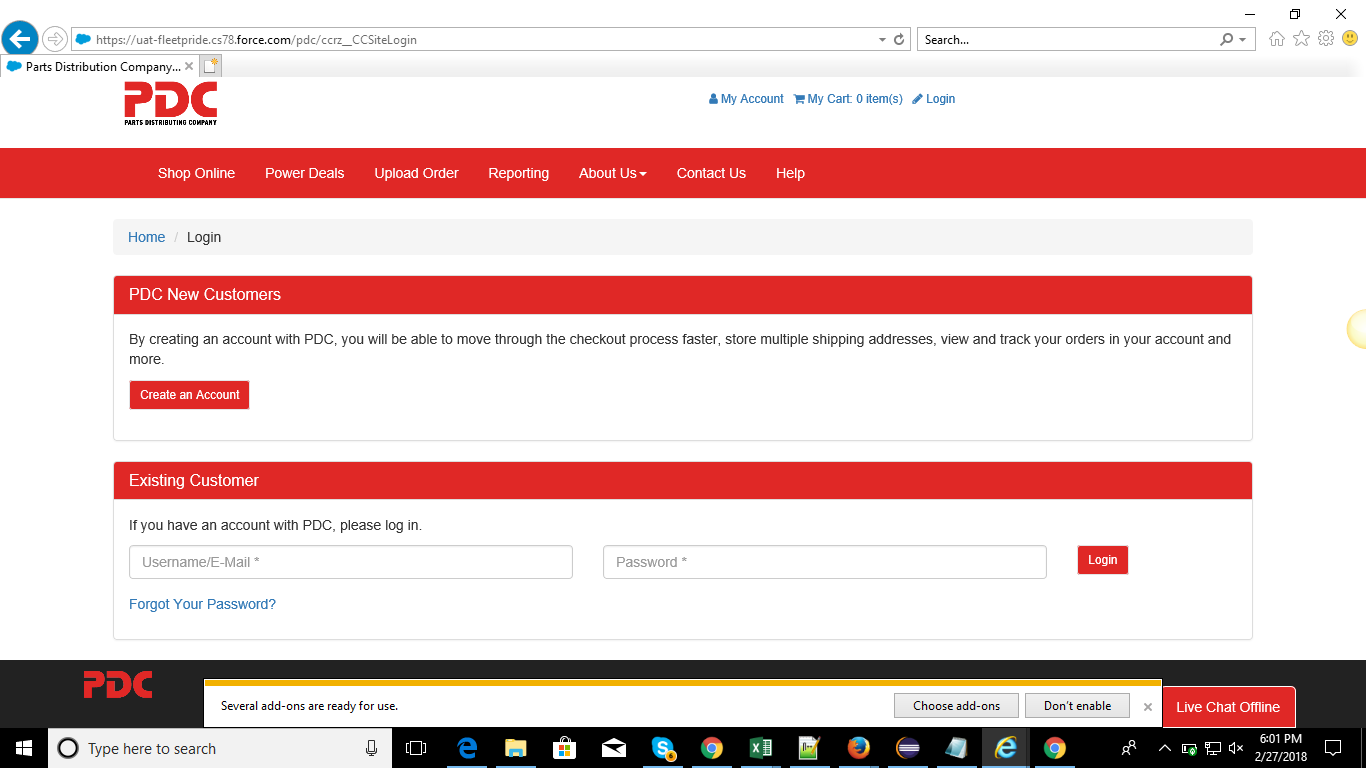 https://uat-fleetpride.cs78.force.com/pdc/ccrz__CCSiteLogin
Search...
Parts Distribution Company...
PDC
PARTS DISTRIBUTING COMPANY
My Account My Cart: 0 item(s) Login
Shop Online Power Deals Upload Order Reporting About Us Contact Us Help
Home / Login
PDC New Customers
By creating an account with PDC, you will be able to move through the checkout process faster, store multiple shipping addresses, view and track your orders in your account and
more.
Create an Account
Existing Customer
If you have an account with PDC, please log in.
Username/E-Mail * Password * Login
Forgot Your Password?
PDC
Several add-ons are ready for use. Choose add-ons Don't enable
Live Chat Offline
Type here to search
6:01 PM
2/27/2018